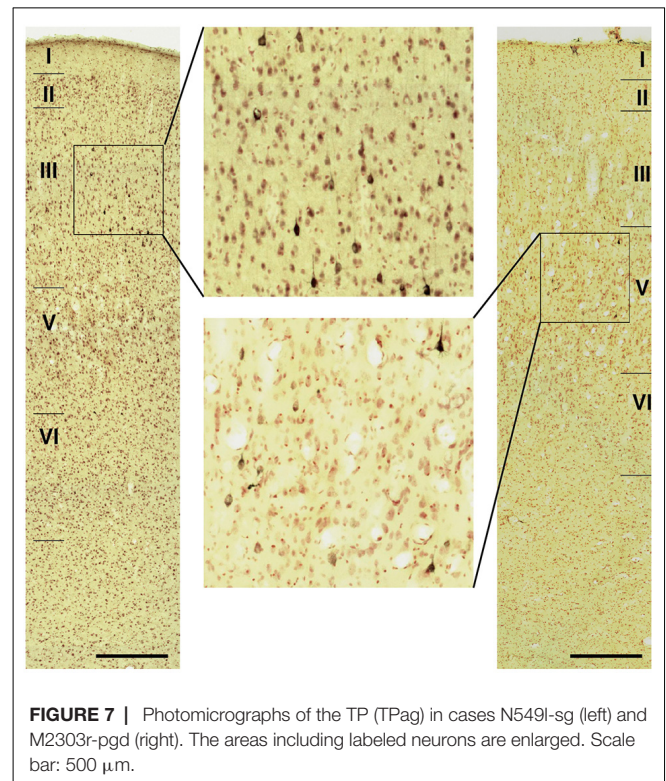 I
II
III
V
VI
I
II
III
V
VI
FIGURE 7 | Photomicrographs of the TP (TPag) in cases N549l-sg (left) and
M2303r-pgd (right). The areas including labeled neurons are enlarged. Scale
bar: 500 μm.